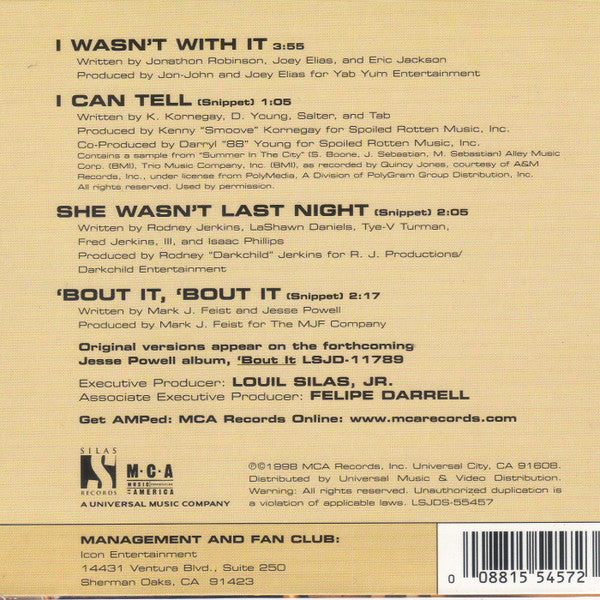 I WASN'T WITH IT 3:55
Written by Jonathon Robinson, Joey Elias, and Eric Jackson
Produced by Jon-John and Joey Elias for Yab Yum Entertainment
I CAN TELL (Snippet) 1:05
Written by K. Kornegay, D. Young, Salter, and Tab
Produced by Kenny "Smoove" Kornegay for Spoiled Rotten Music, Inc.
Co-Produced by Darryl "88" Young for Spoiled Rotten Music, Inc.
Contains a sample from "Summer In The City" (S. Boone, J. Sebastian, M. Sebastian) Alley Music
Corp. (BMI), Trio Music Company, Inc. (BMI), as recorded by Quincy Jones, courtesy of A&M
Records, Inc., under license from PolyMedia, A Division of PolyGram Group Distribution, Inc.
All rights reserved. Used by permission.
SHE WASN'T LAST NIGHT (Snippet) 2:05
Written by Rodney Jerkins, LaShawn Daniels, Tye-V Turman,
Fred Jerkins, III, and Isaac Phillips
Produced by Rodney "Darkchild" Jerkins for R. J. Productions/
Darkchild Entertainment
'BOUT IT, 'BOUT IT (Snippet) 2:17
Written by Mark J. Feist and Jesse Powell
Produced by Mark J. Feist for The MJF Company
Original versions appear on the forthcoming
Jesse Powell album, 'Bout It LSJD-11789
Executive Producer: LOUIL SILAS, JR.
Associate Executive Producer: FELIPE DARRELL
Get AMPed: MCA Records Online: www.mcarecords.com
SILAS
RECORDS
M·C·A
MUSIC
AMERICA
A UNIVERSAL MUSIC COMPANY
℗©1998 MCA Records, Inc. Universal City, CA 91608.
Distributed by Universal Music & Video Distribution.
Warning: All rights reserved. Unauthorized duplication is
a violation of applicable laws. LSJDS-55457
MANAGEMENT AND FAN CLUB:
Icon Entertainment
14431 Ventura Blvd., Suite 250
Sherman Oaks, CA 91423
0 08815 54572